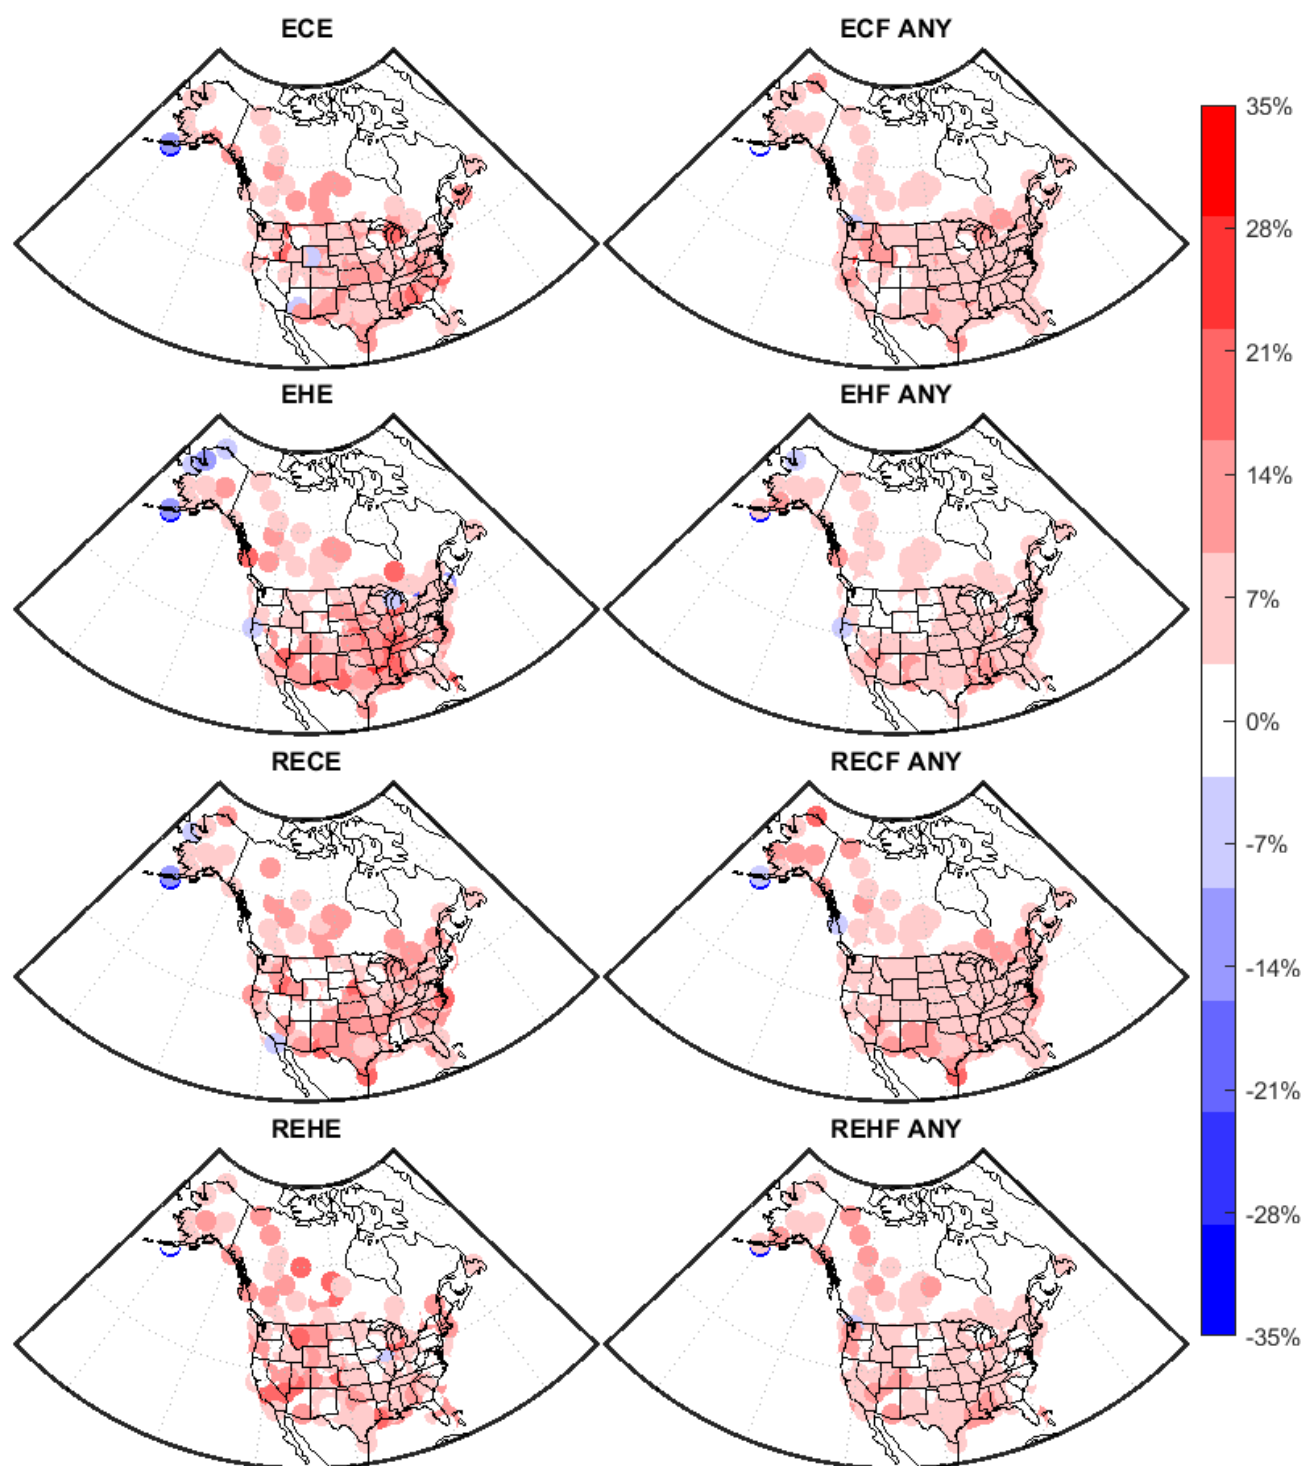 ECE
ECF ANY
35%
28%
21%
EHE
EHF ANY
14%
7%
0%
RECE
RECF ANY
-7%
-14%
-21%
REHE
REHF ANY
-28%
-35%